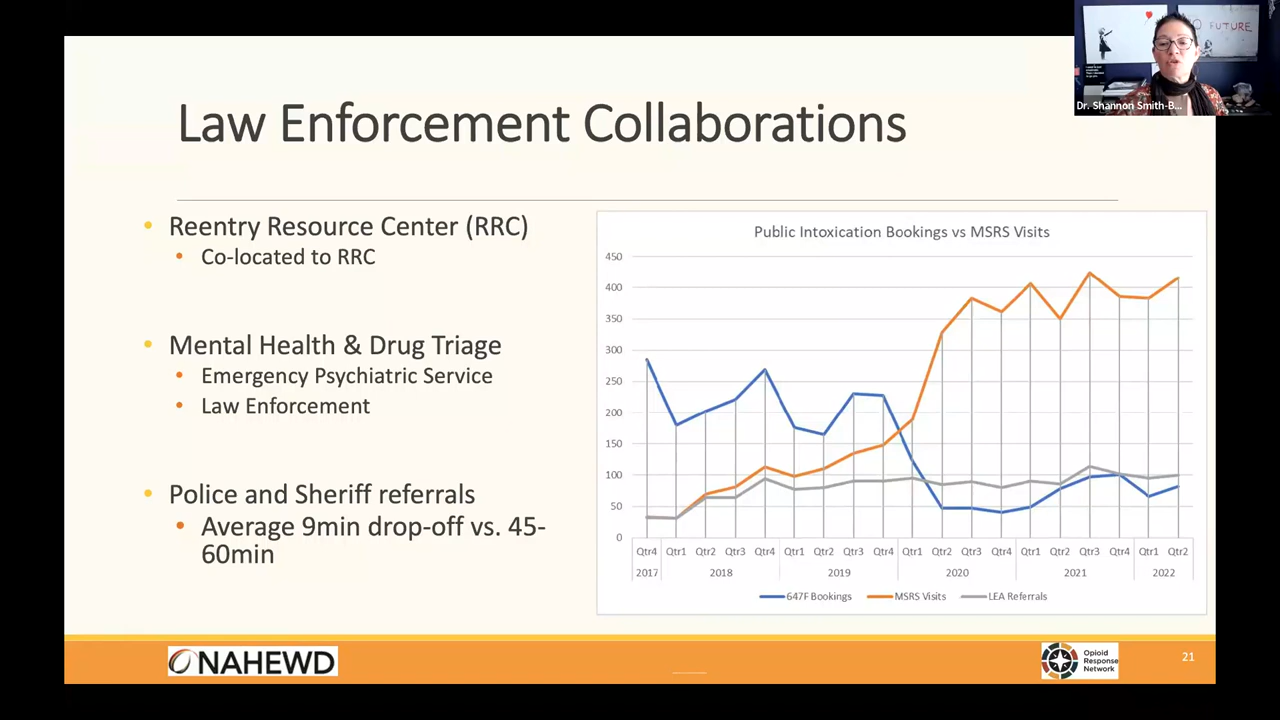 NO FUTURE
Dr. Shannon Smith-B...
Law Enforcement Collaborations
• Reentry Resource Center (RRC)
• Co-located to RRC
• Mental Health & Drug Triage
• Emergency Psychiatric Service
• Law Enforcement
• Police and Sheriff referrals
• Average 9min drop-off vs. 45-
60min
Public Intoxication Bookings vs MSRS Visits
450
400
350
300
250
200
150
100
50
0
Qtr4 Qtr1 Qtr2 Qtr3 Qtr4 Qtr1 Qtr2 Qtr3 Qtr4 Qtr1 Qtr2 Qtr3 Qtr4 Qtr1 Qtr2 Qtr3 Qtr4 Qtr1 Qtr2
2017 2018 2019 2020 2021 2022
647F Bookings MSRS Visits LEA Referrals
NAHEWD
Opioid
Response
Network
21